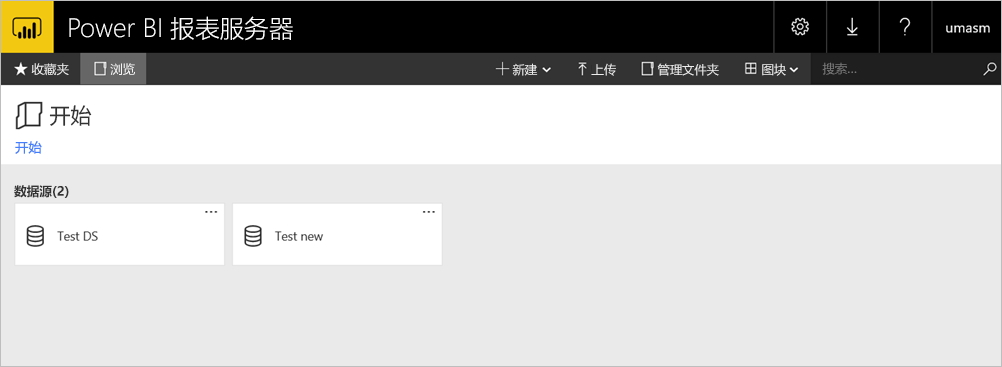 Power BI 报表服务器
?
umasm
收藏夹 浏览 新建 上传 管理文件夹 图块 搜索...
开始
开始
数据源(2)
Test DS
Test new